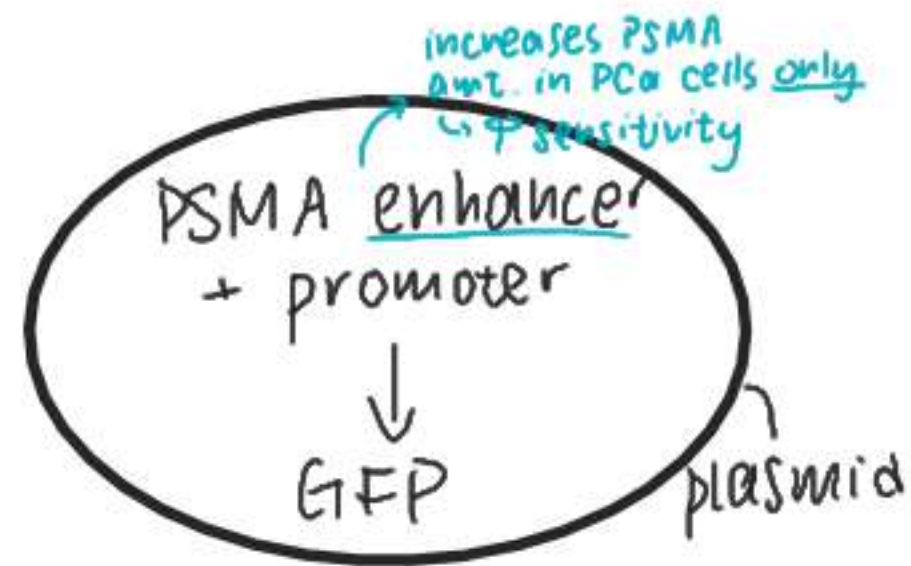 increases PSMA
amt. in PCa cells only
↳ ↑ sensitivity
PSMA enhancer
+ promoter
↓
GFP
plasmid